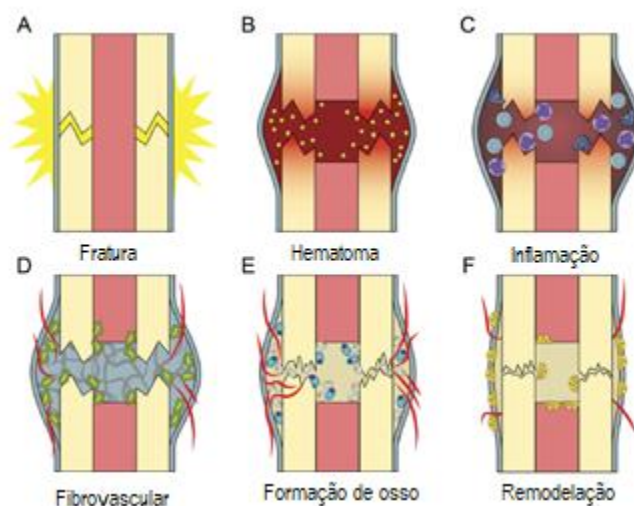 A
B
C
Fratura
Hematoma
Inflamação
D
E
F
Fibrovascular
Formação de osso
Remodelação